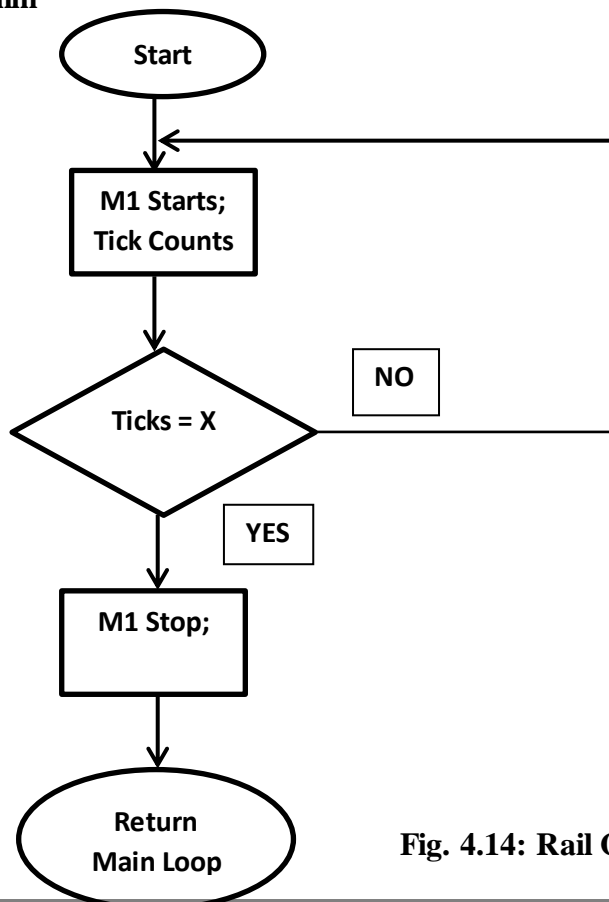 Start
M1 Starts;
Tick Counts
Ticks = X
NO
YES
M1 Stop;
Return
Main Loop
Fig. 4.14: Rail